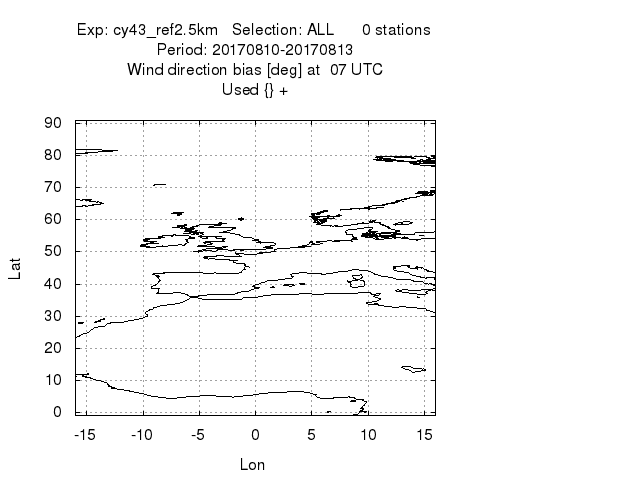 Exp: cy43_ref2.5km   Selection: ALL      0 stations
Period: 20170810-20170813
Wind direction bias [deg] at  07 UTC
Used {} +
90
80
70
60
50
40
30
20
10
0
Lat
-15 -10 -5 0 5 10 15
Lon